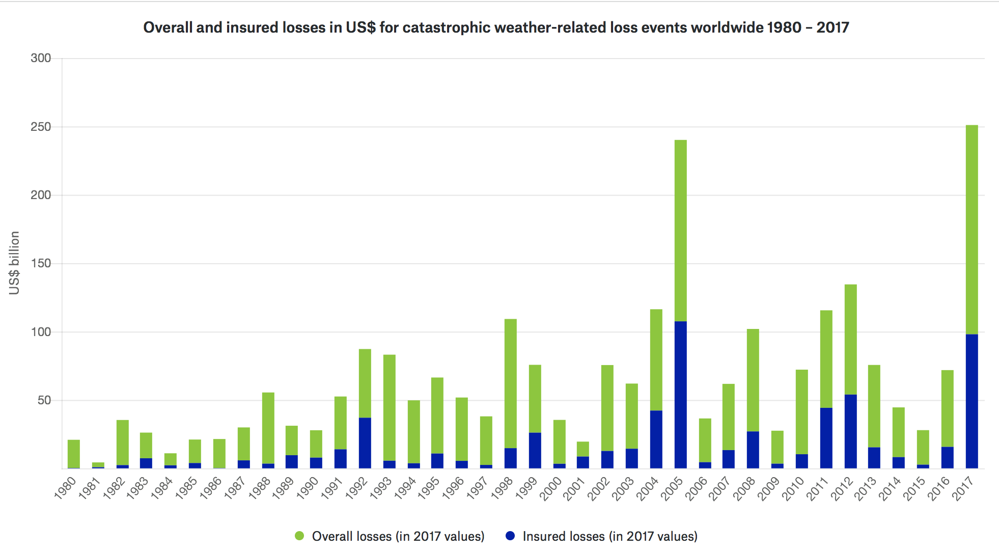 Overall and insured losses in US$ for catastrophic weather-related loss events worldwide 1980 – 2017
300
250
200
150
100
50
US$ billion
1980 1981 1982 1983 1984 1985 1986 1987 1988 1989 1990 1991 1992 1993 1994 1995 1996 1997 1998 1999 2000 2001 2002 2003 2004 2005 2006 2007 2008 2009 2010 2011 2012 2013 2014 2015 2016 2017
Overall losses (in 2017 values) Insured losses (in 2017 values)